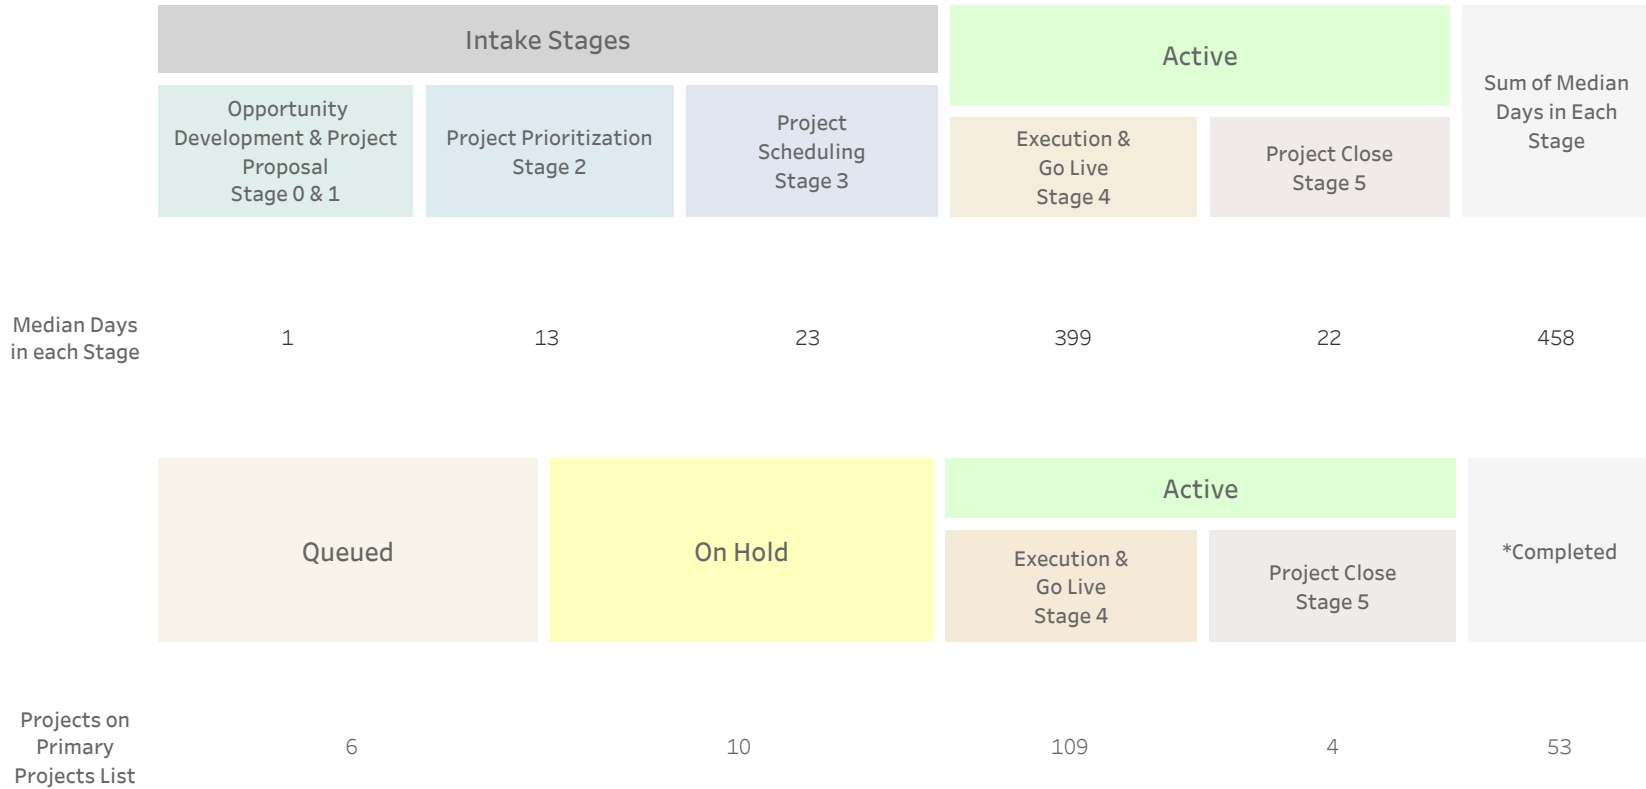 Intake Stages
Active
Sum of Median
Days in Each
Stage
Opportunity
Development & Project
Proposal
Stage 0 & 1
Project Prioritization
Stage 2
Project
Scheduling
Stage 3
Execution &
Go Live
Stage 4
Project Close
Stage 5
Median Days
in each Stage
1
13
23
399
22
458
Queued
On Hold
Active
Execution &
Go Live
Stage 4
Project Close
Stage 5
*Completed
Projects on
Primary
Projects List
6
10
109
4
53